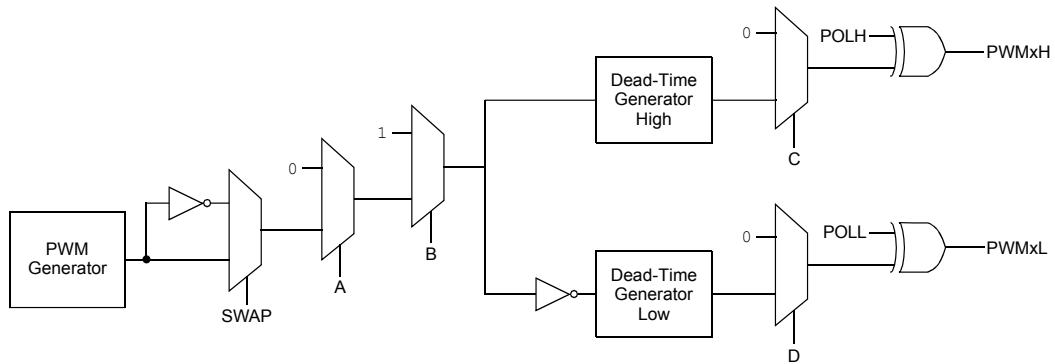 0
POLH
PWMxH
Dead-Time
Generator
High
1
C
0
PWM
Generator
SWAP
A
B
0
POLL
PWMxL
Dead-Time
Generator
Low
D